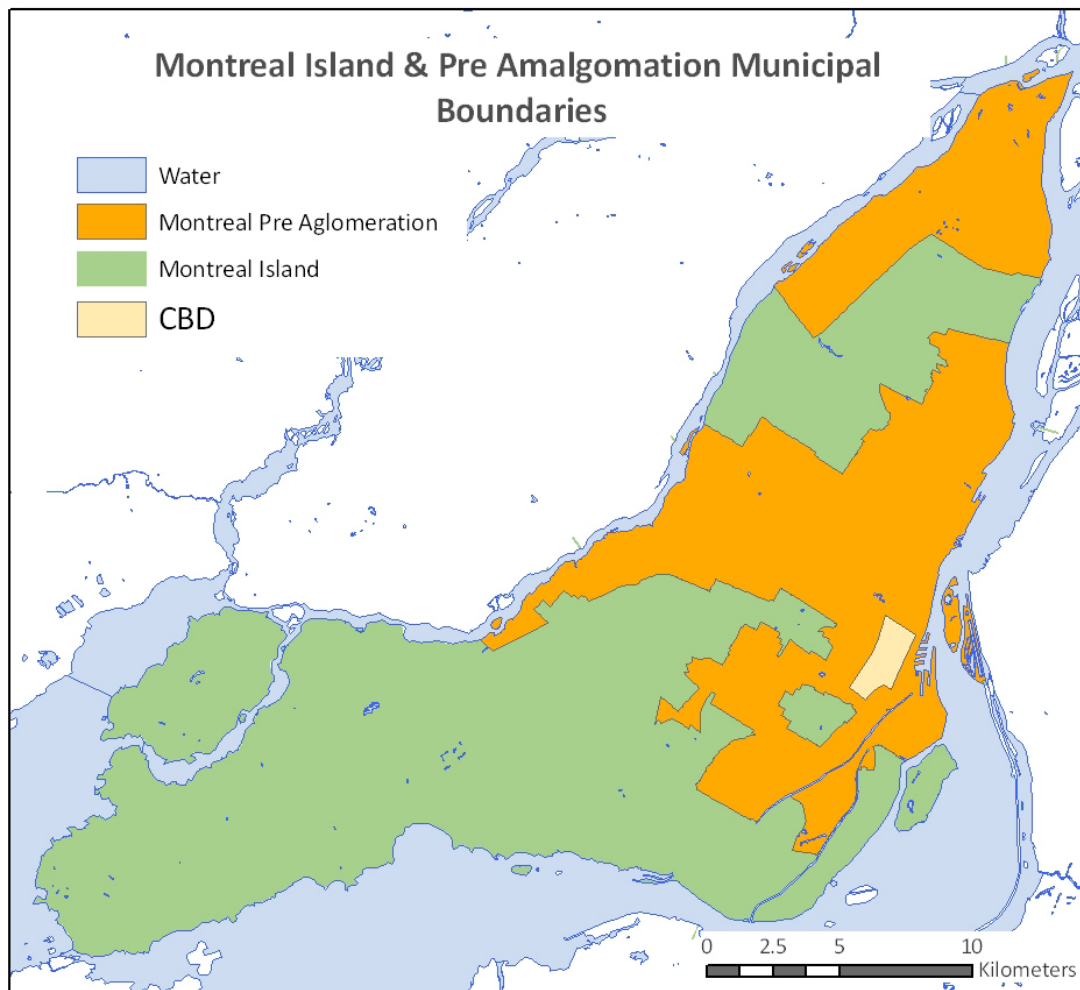 Montreal Island & Pre Amalgomation Municipal
Boundaries
Water
Montreal Pre Aglomeration
Montreal Island
CBD
0 2.5 5 10
Kilometers